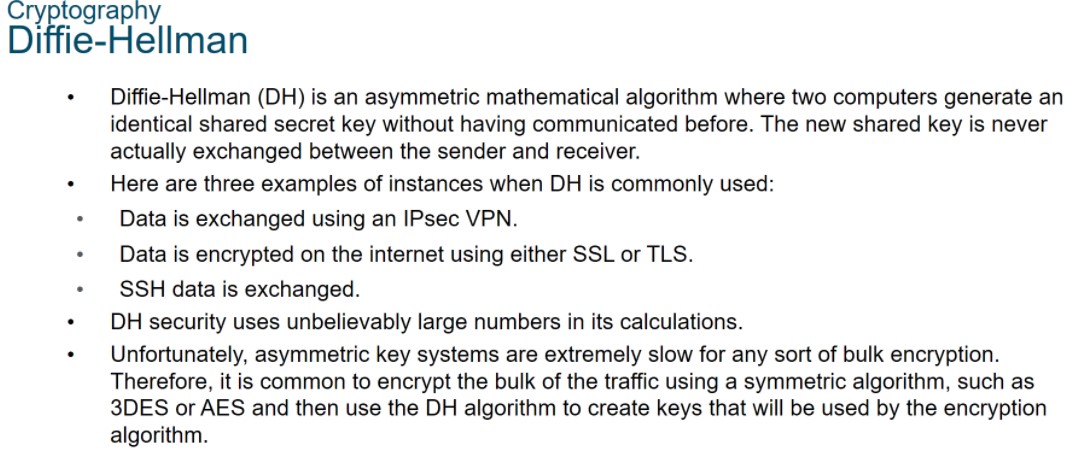 Cryptography
Diffie-Hellman
• Diffie-Hellman (DH) is an asymmetric mathematical algorithm where two computers generate an
identical shared secret key without having communicated before. The new shared key is never
actually exchanged between the sender and receiver.
• Here are three examples of instances when DH is commonly used:
• Data is exchanged using an IPsec VPN.
• Data is encrypted on the internet using either SSL or TLS.
• SSH data is exchanged.
• DH security uses unbelievably large numbers in its calculations.
• Unfortunately, asymmetric key systems are extremely slow for any sort of bulk encryption.
Therefore, it is common to encrypt the bulk of the traffic using a symmetric algorithm, such as
3DES or AES and then use the DH algorithm to create keys that will be used by the encryption
algorithm.